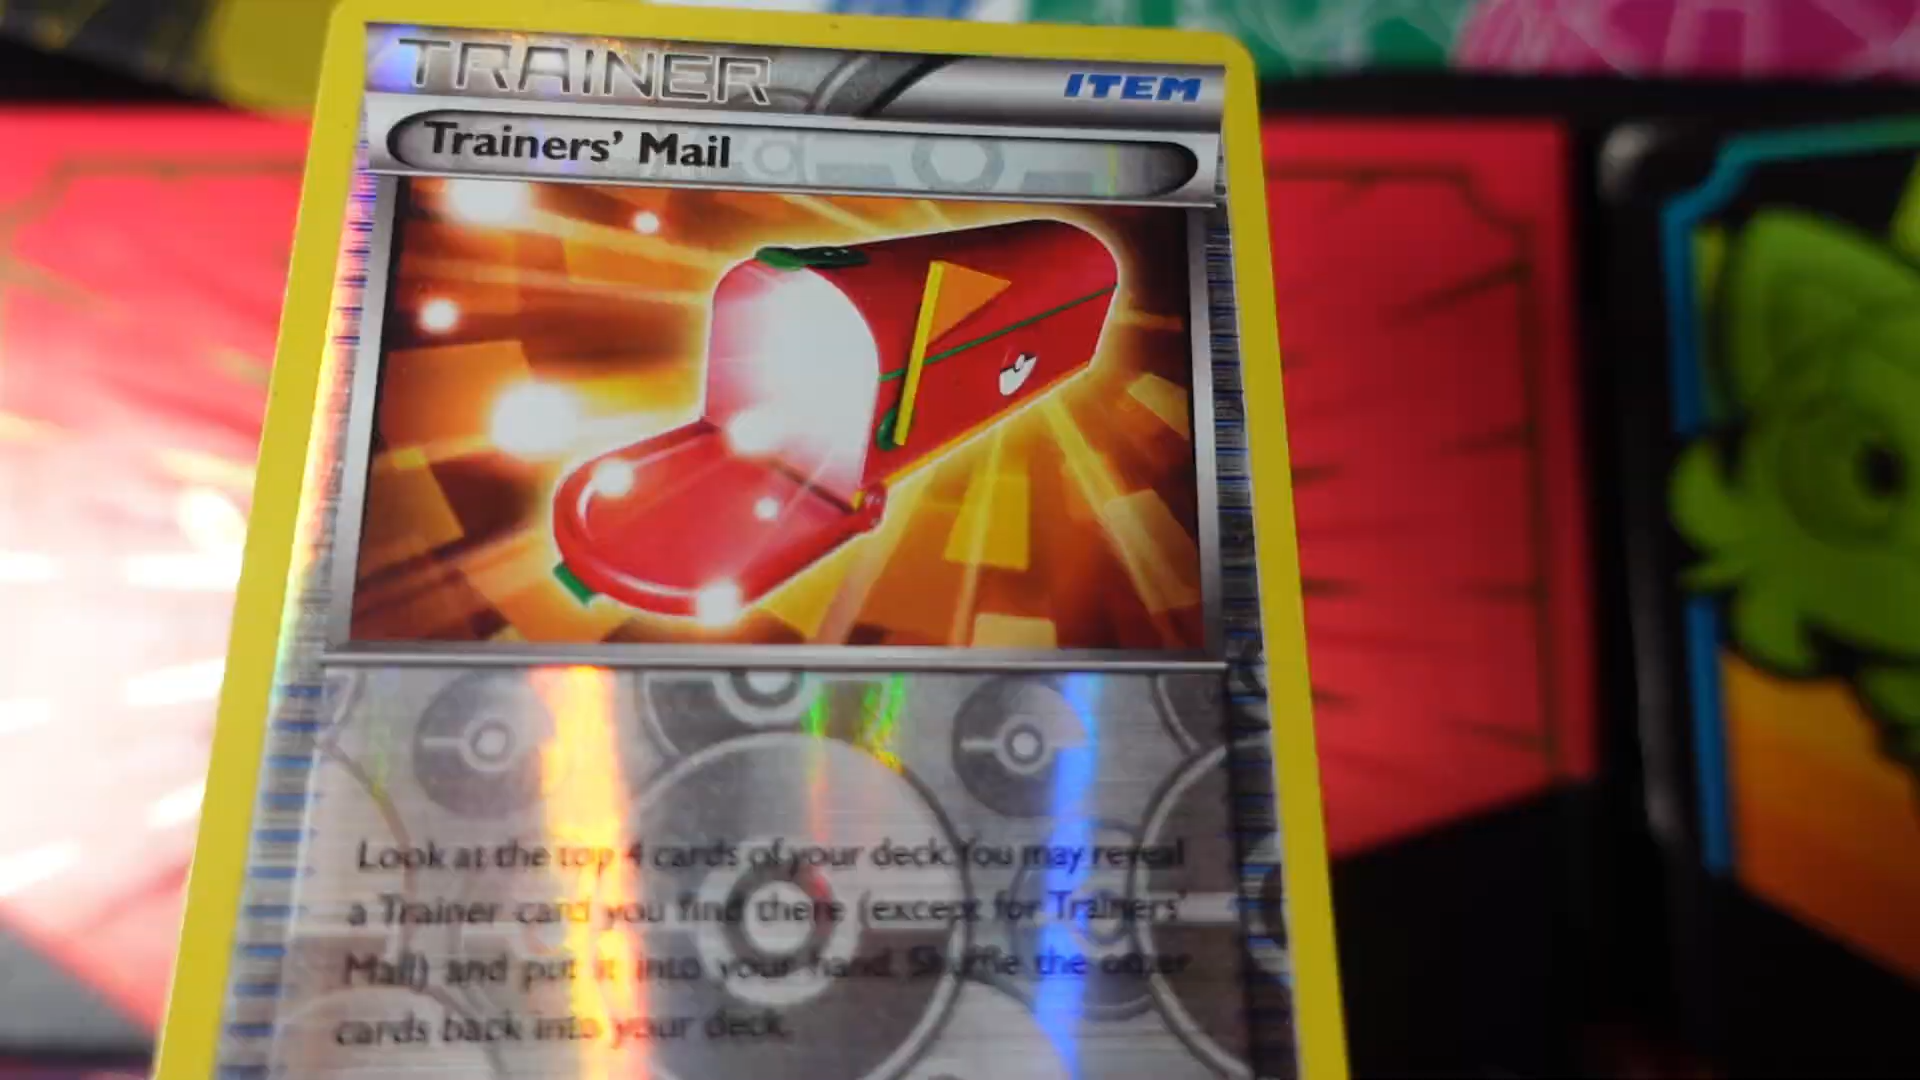 TRAINER
ITEM
Trainers' Mail
Look at the top 4 cards of your deck. You may reveal
a Trainer card you find there (except for Trainers'
Mail) and put it into your hand. Shuffle the other
cards back into your deck.